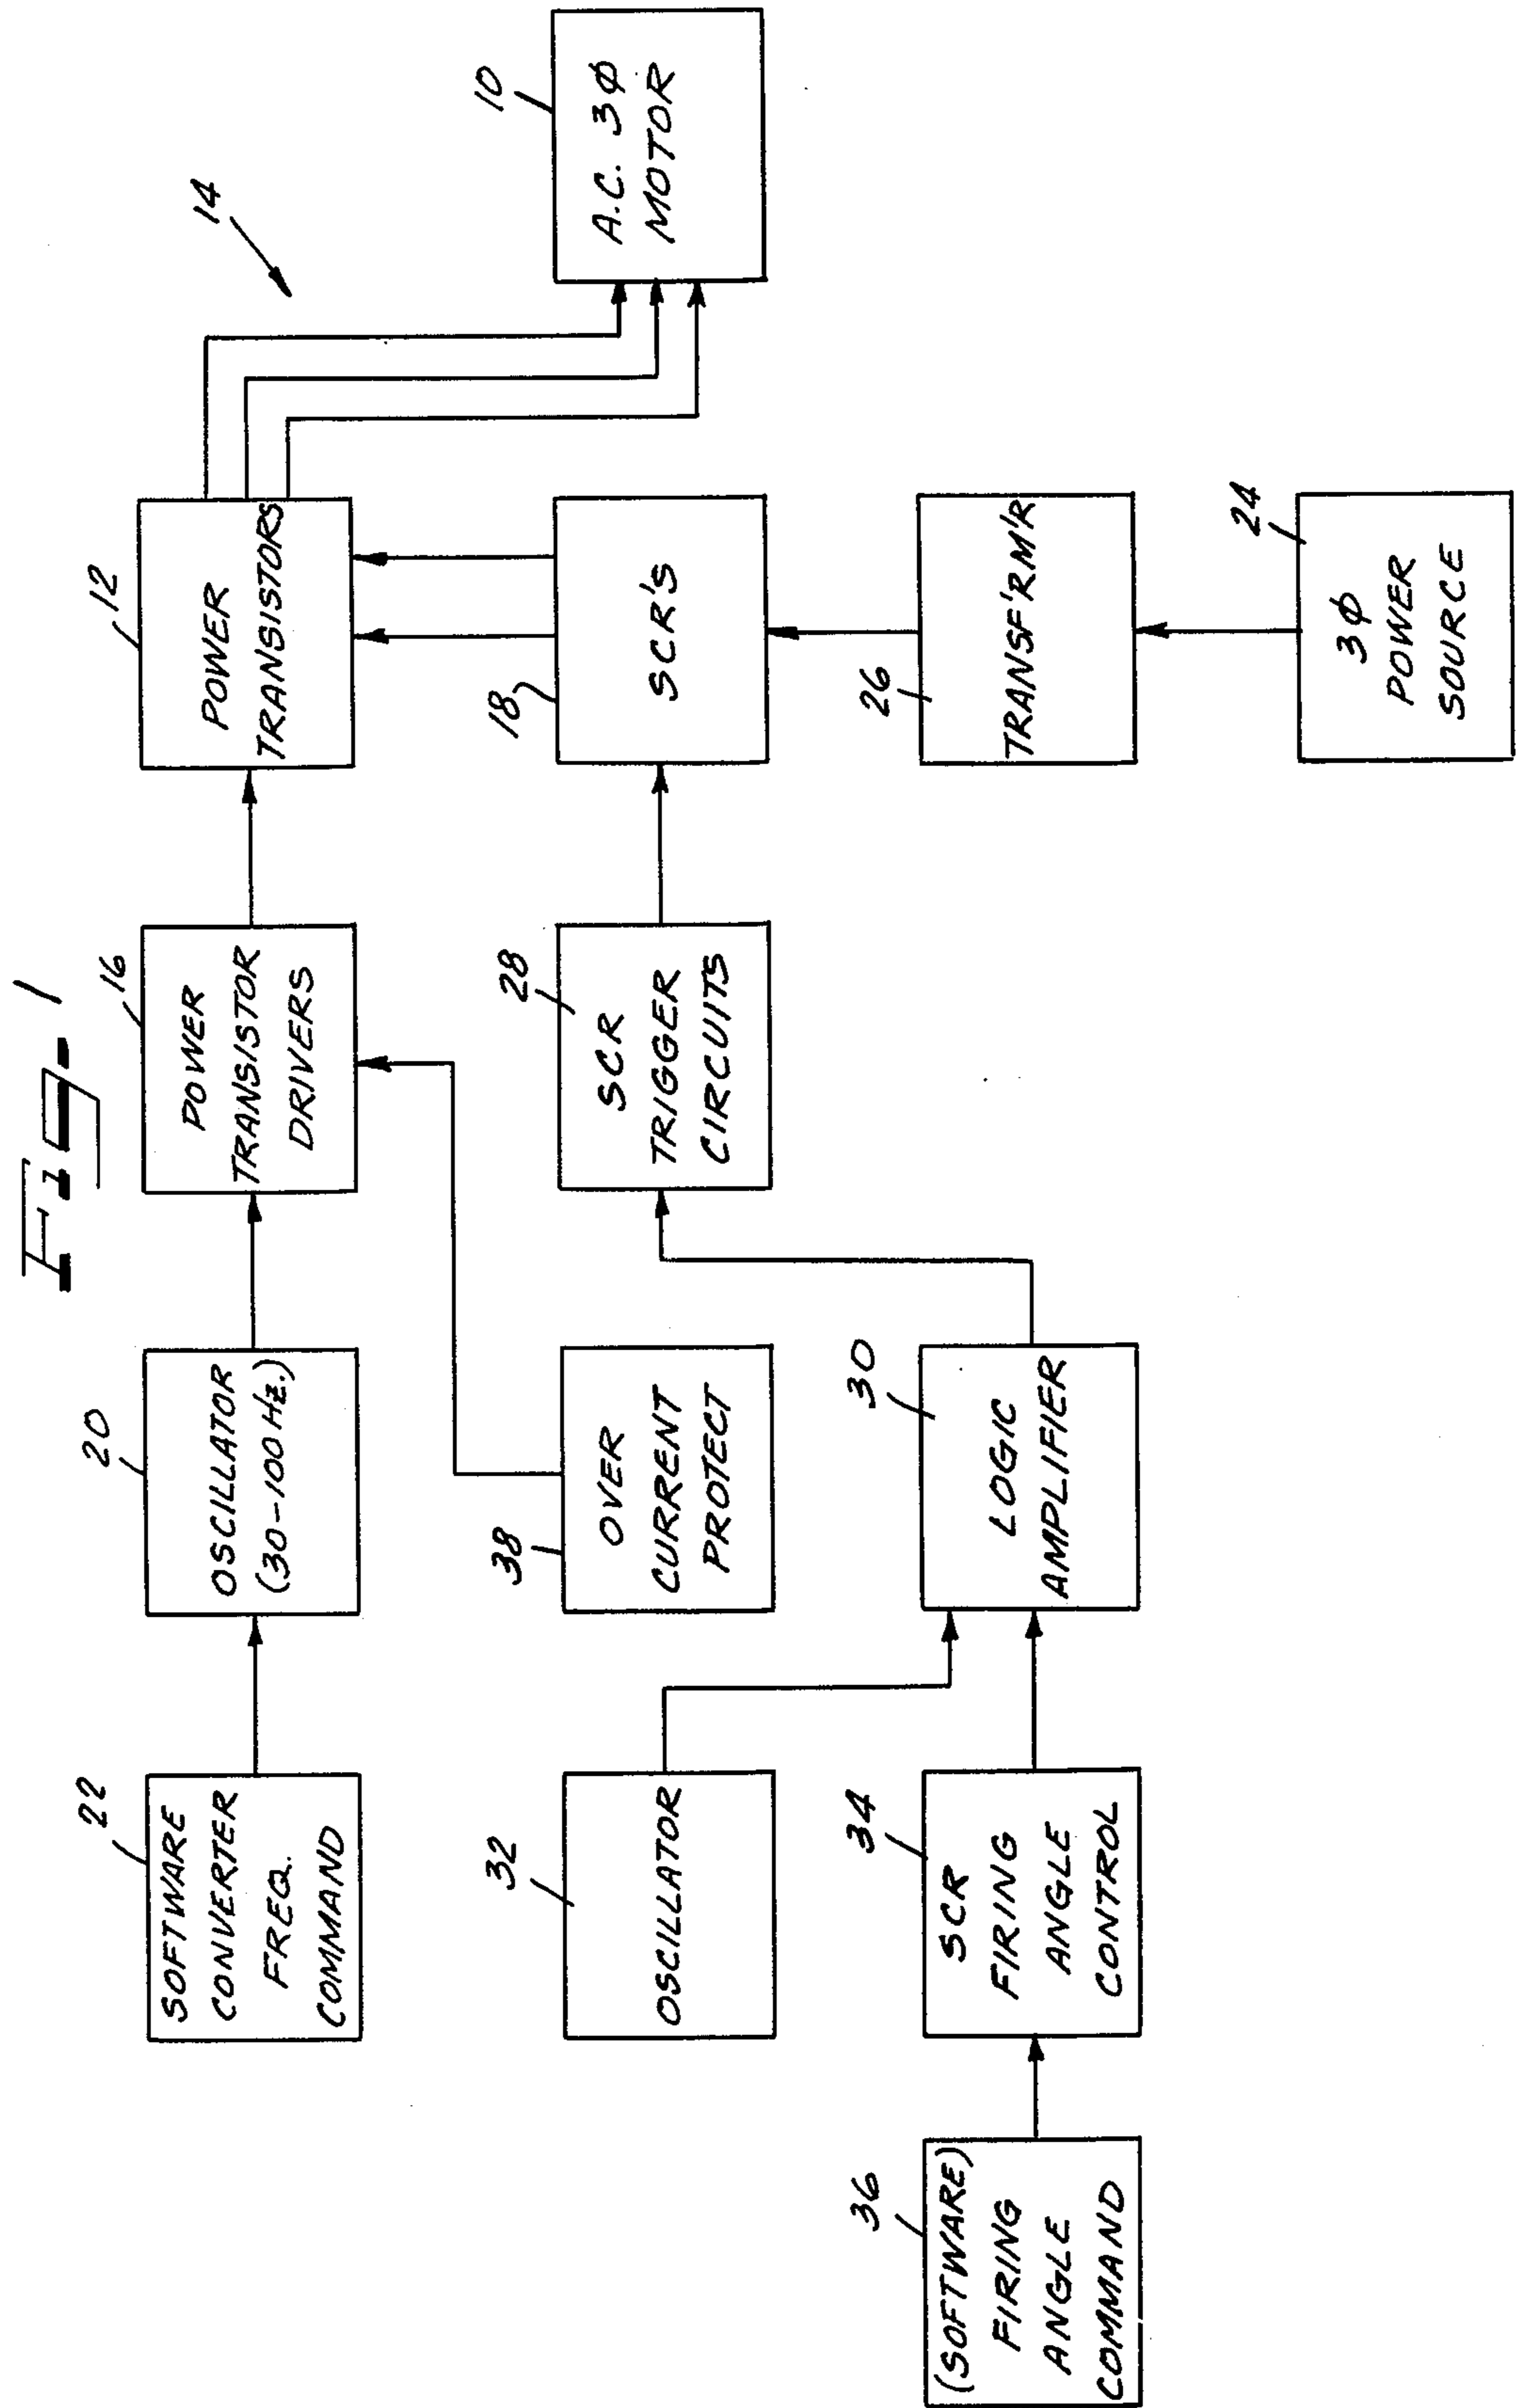 Fig-1
22
SOFTWARE
CONVERTER
FREQ.
COMMAND
20
OSCILLATOR
(30-100 Hz.)
16
POWER
TRANSISTOR
DRIVERS
12
POWER
TRANSISTORS
14
10
A.C. 3Ø
MOTOR
32
OSCILLATOR
38
OVER
CURRENT
PROTECT
28
SCR
TRIGGER
CIRCUITS
18
SCR'S
36
(SOFTWARE)
FIRING
ANGLE
COMMAND
34
SCR
FIRING
ANGLE
CONTROL
30
LOGIC
AMPLIFIER
26
TRANSF'RM'R
24
3Ø
POWER
SOURCE